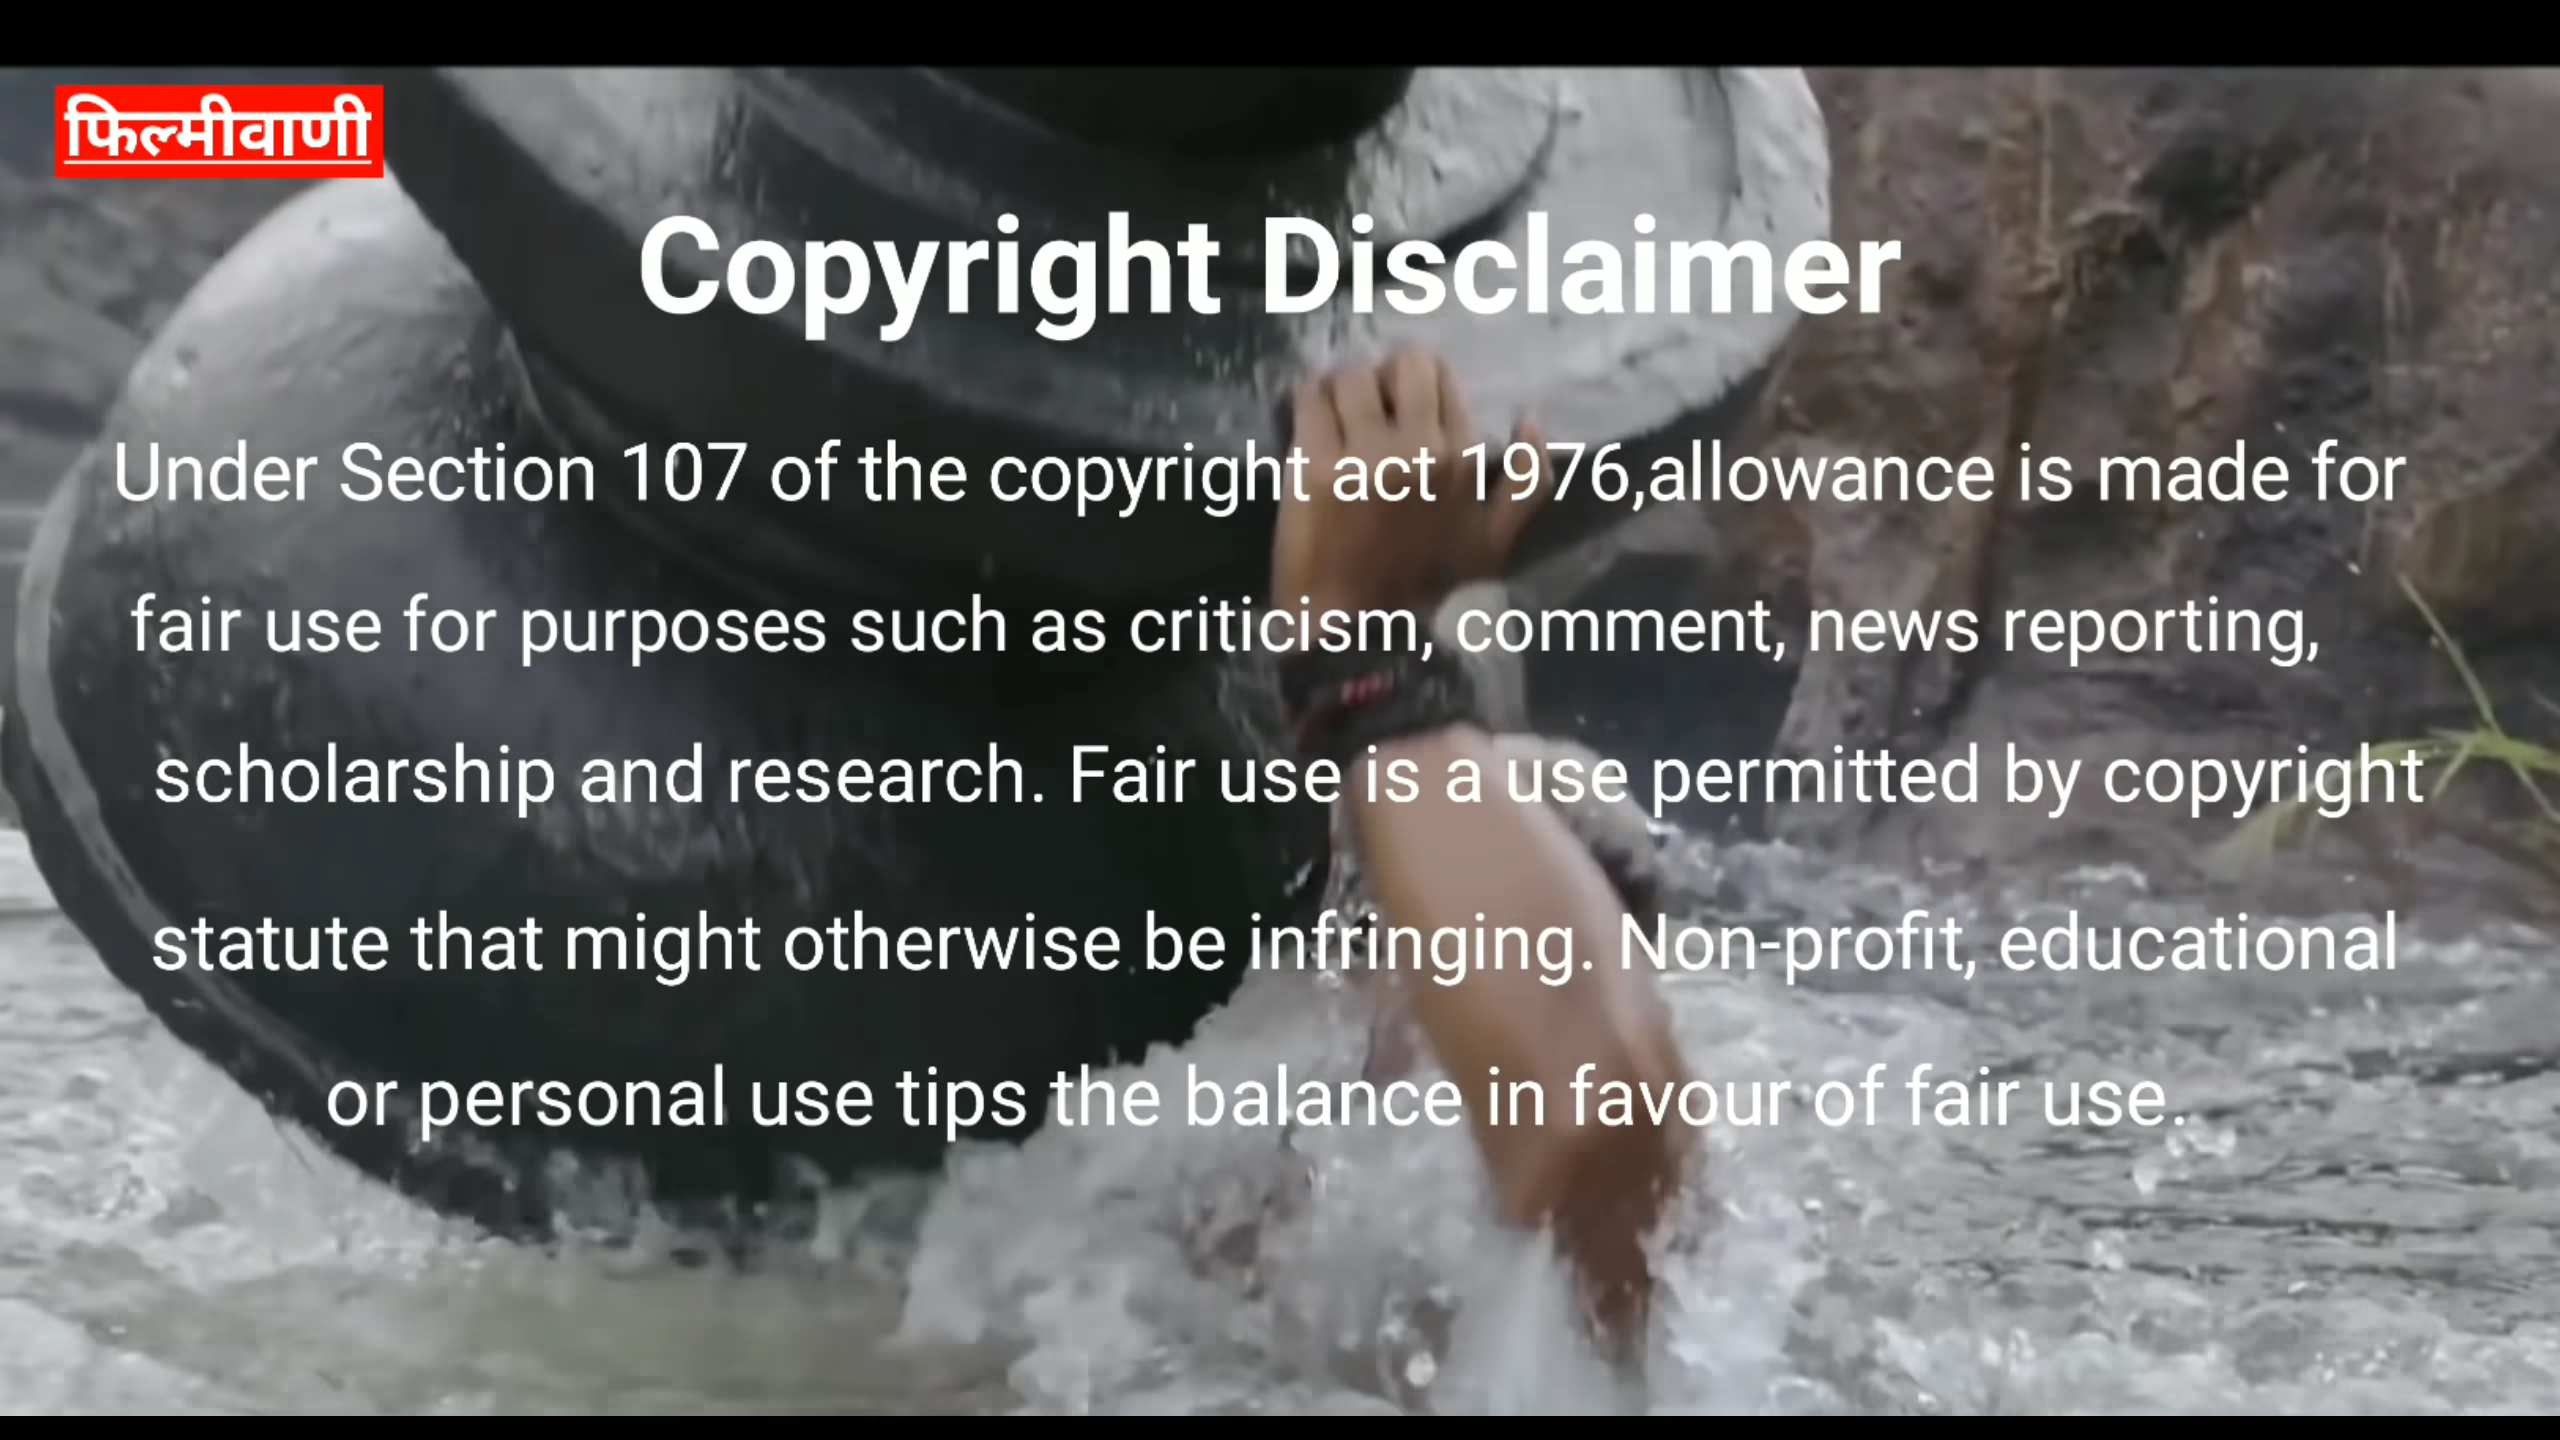 फिल्मीवाणी
Copyright Disclaimer
Under Section 107 of the copyright act 1976,allowance is made for
fair use for purposes such as criticism, comment, news reporting,
scholarship and research. Fair use is a use permitted by copyright
statute that might otherwise be infringing. Non-profit, educational
or personal use tips the balance in favour of fair use.